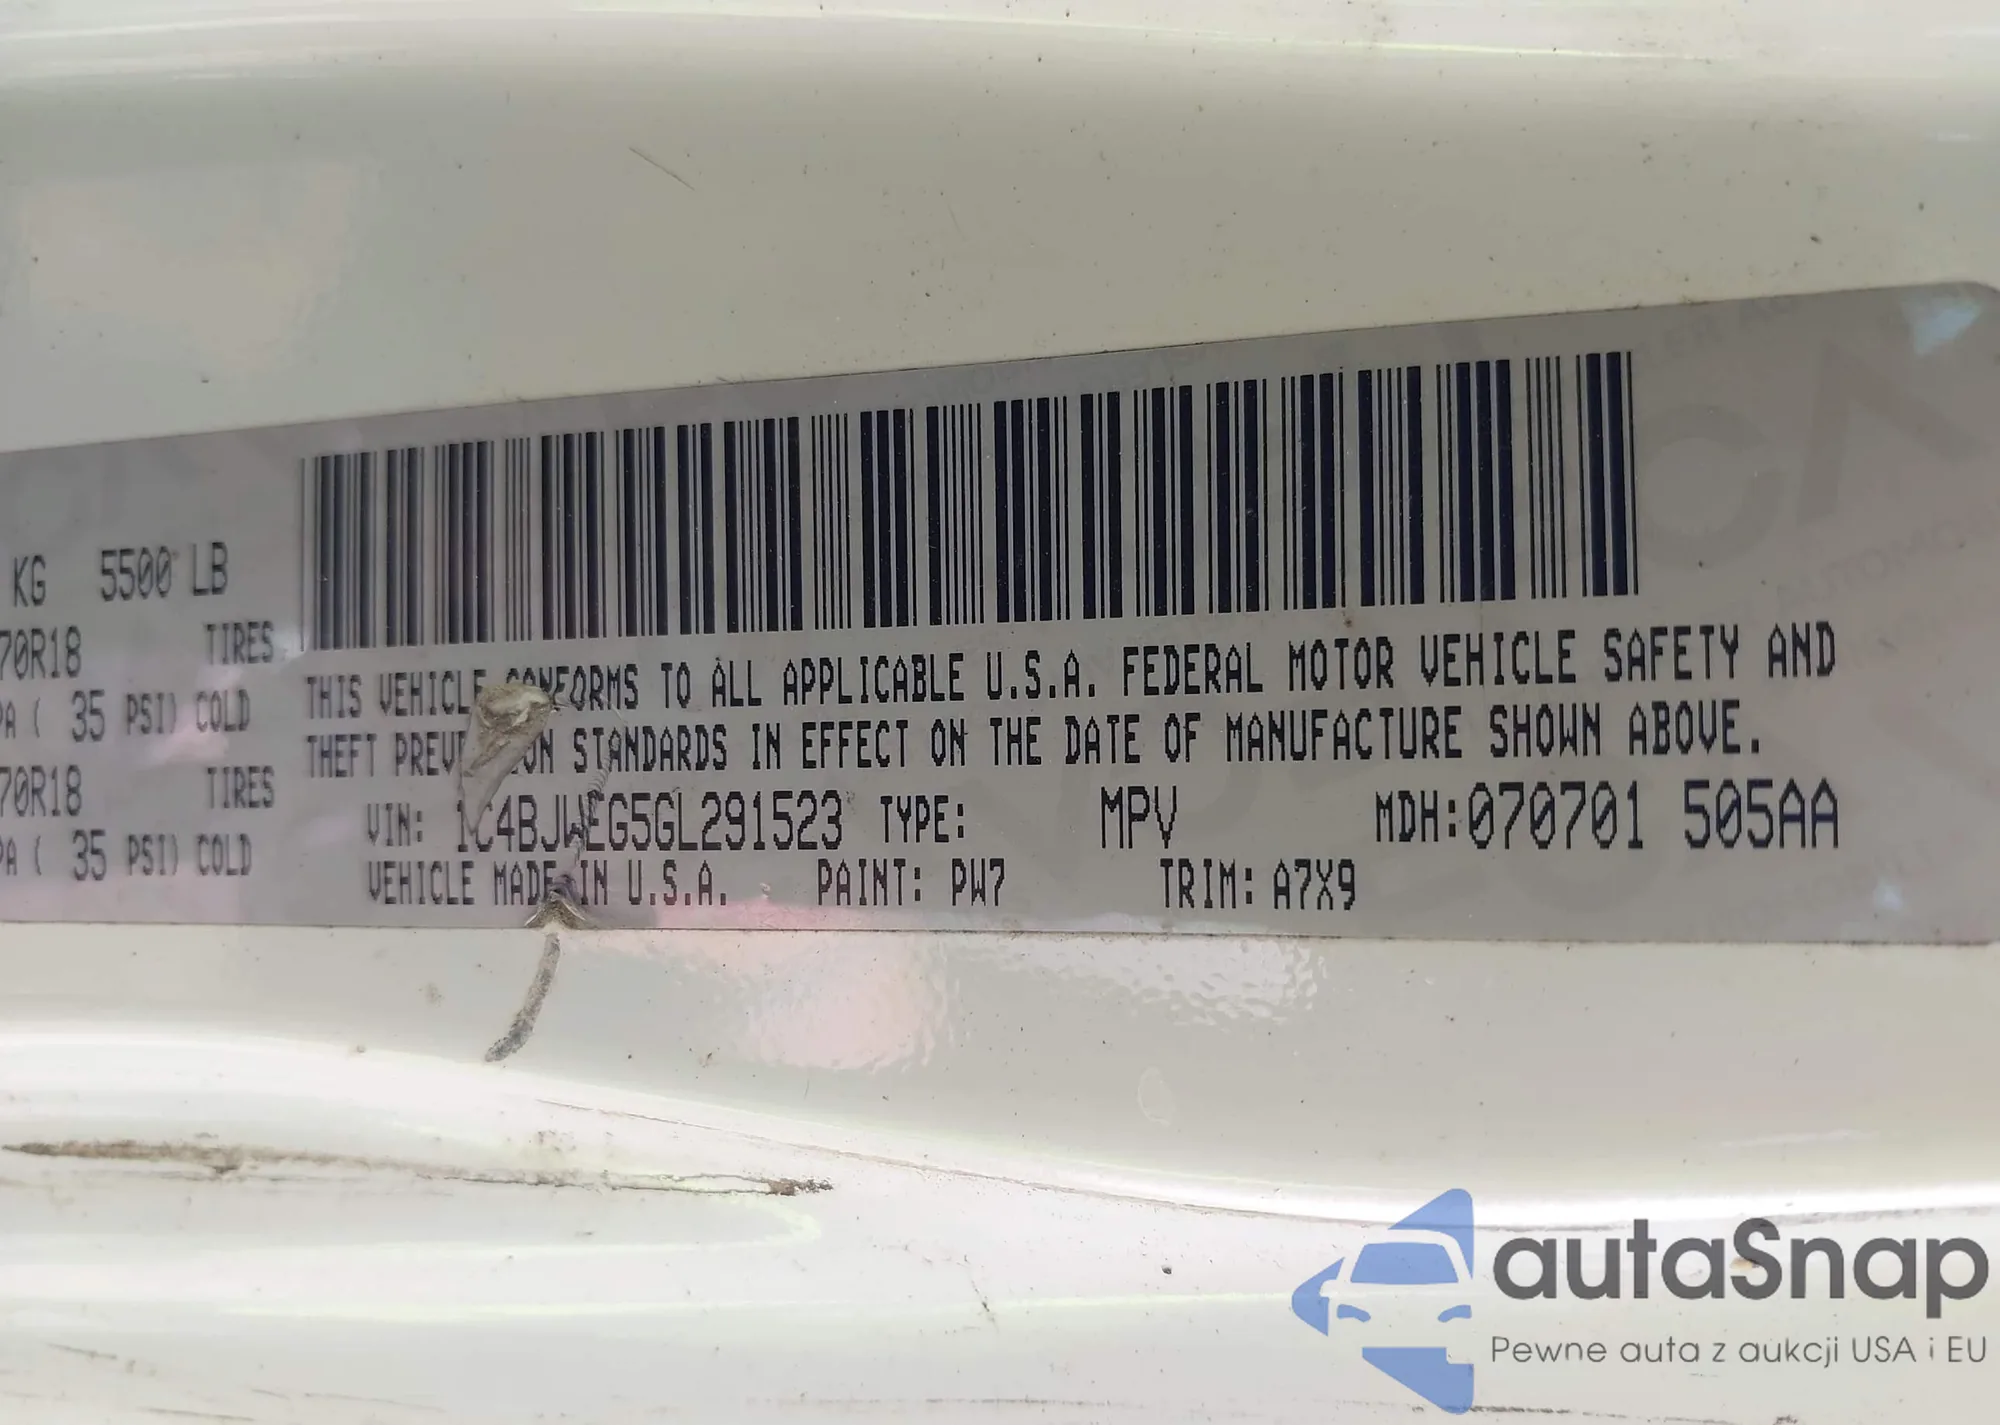 KG 5500 LB
70R18 TIRES
PA ( 35 PSI) COLD
70R18 TIRES
PA ( 35 PSI) COLD
THIS VEHICLE CONFORMS TO ALL APPLICABLE U.S.A. FEDERAL MOTOR VEHICLE SAFETY AND
THEFT PREVENTION STANDARDS IN EFFECT ON THE DATE OF MANUFACTURE SHOWN ABOVE.
VIN: 1C4BJWEG5GL291523 TYPE: MPV MDH:070701 505AA
VEHICLE MADE IN U.S.A. PAINT: PW7 TRIM: A7X9
autaSnap
Pewne auta z aukcji USA i EU